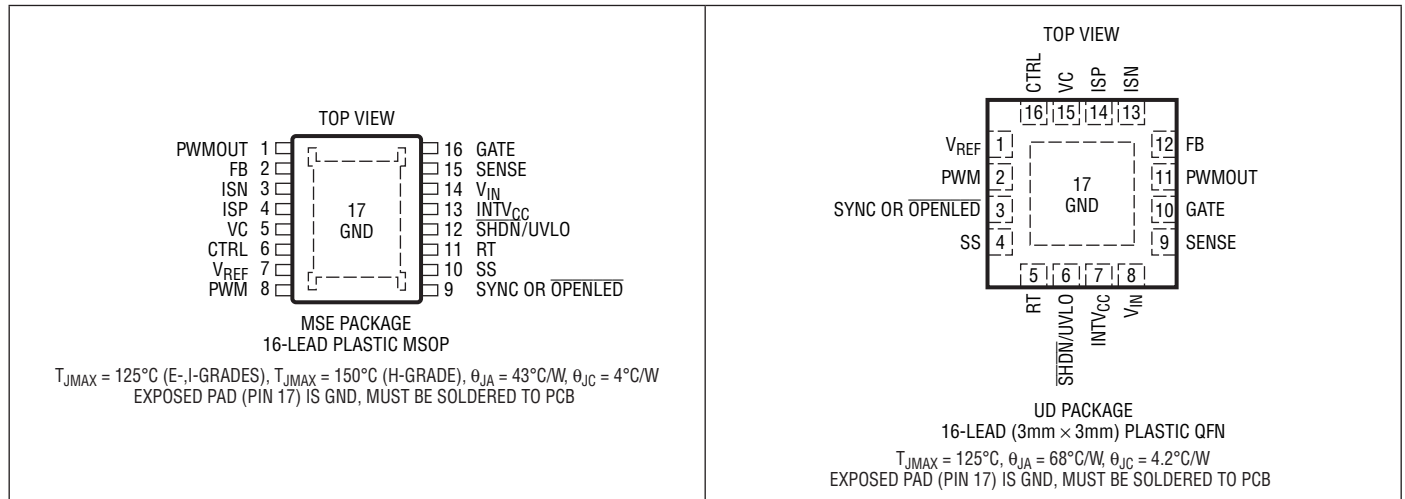 TOP VIEW
PWMOUT 1
FB 2
ISN 3
ISP 4
VC 5
CTRL 6
VREF 7
PWM 8
17
GND
16 GATE
15 SENSE
14 VIN
13 INTVCC
12 SHDN/UVLO
11 RT
10 SS
9 SYNC OR OPENLED
MSE PACKAGE
16-LEAD PLASTIC MSOP
TJMAX = 125°C (E-,I-GRADES), TJMAX = 150°C (H-GRADE), θJA = 43°C/W, θJC = 4°C/W
EXPOSED PAD (PIN 17) IS GND, MUST BE SOLDERED TO PCB
TOP VIEW
CTRL
VC
ISP
ISN
16 15 14 13
VREF 1
PWM 2
SYNC OR OPENLED 3
SS 4
17
GND
12 FB
11 PWMOUT
10 GATE
9 SENSE
5 6 7 8
RT
SHDN/UVLO
INTVCC
VIN
UD PACKAGE
16-LEAD (3mm × 3mm) PLASTIC QFN
TJMAX = 125°C, θJA = 68°C/W, θJC = 4.2°C/W
EXPOSED PAD (PIN 17) IS GND, MUST BE SOLDERED TO PCB